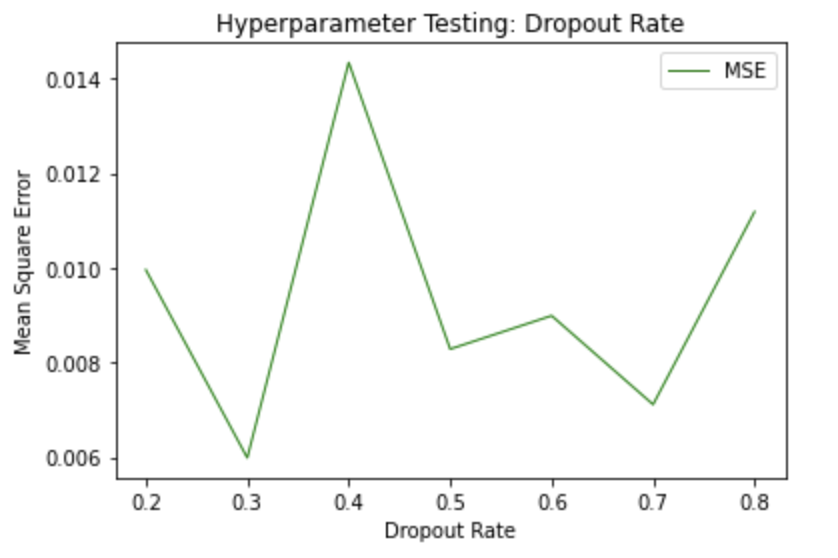 Hyperparameter Testing: Dropout Rate
MSE
Mean Square Error
0.014
0.012
0.010
0.008
0.006
0.2 0.3 0.4 0.5 0.6 0.7 0.8
Dropout Rate